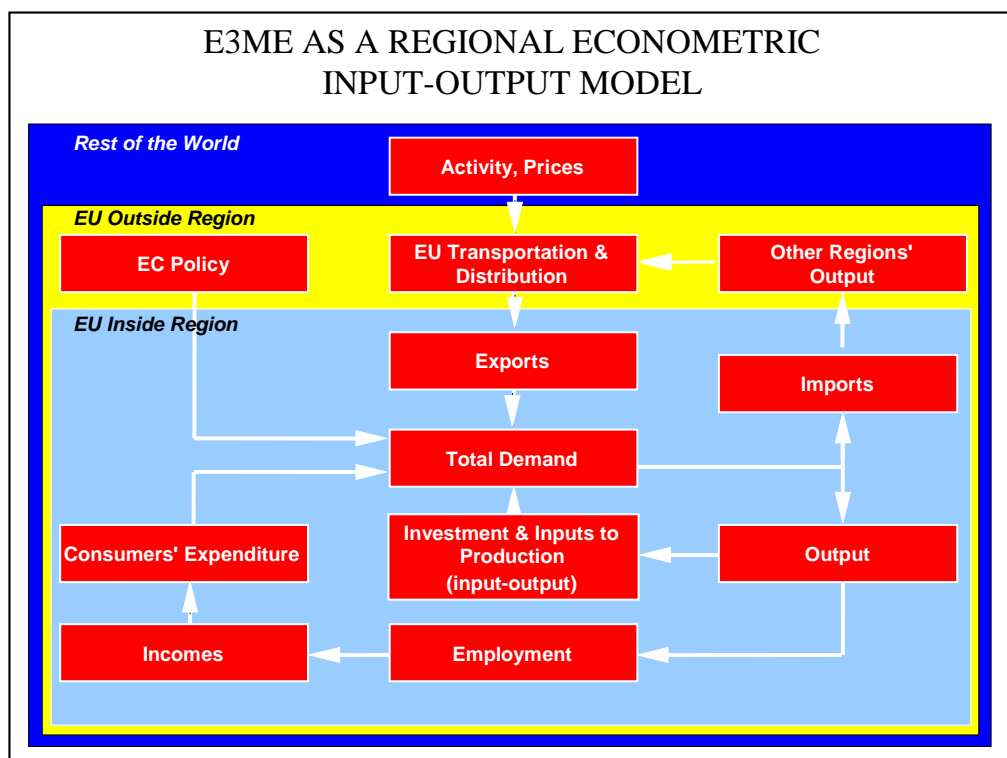 E3ME AS A REGIONAL ECONOMETRIC
INPUT-OUTPUT MODEL
Rest of the World
Activity, Prices
EU Outside Region
EC Policy
EU Transportation &
Distribution
Other Regions'
Output
EU Inside Region
Exports
Imports
Total Demand
Consumers' Expenditure
Investment & Inputs to
Production
(input-output)
Output
Incomes
Employment